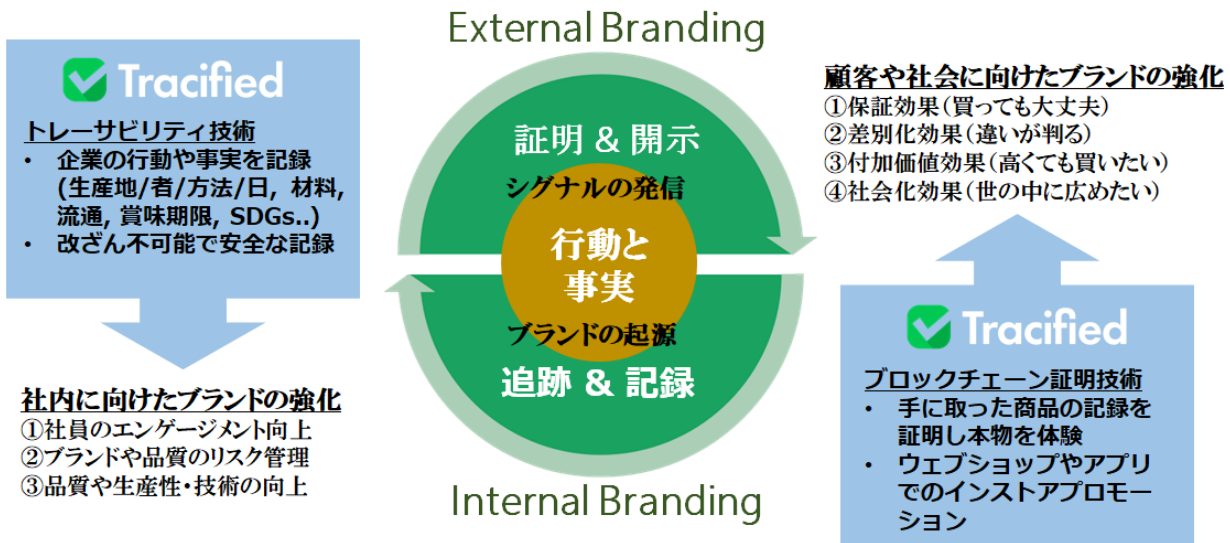 External Branding
Tracified
トレーサビリティ技術
• 企業の行動や事実を記録
(生産地/者/方法/日, 材料,
流通, 賞味期限, SDGs..)
• 改ざん不可能で安全な記録
社内に向けたブランドの強化
①社員のエンゲージメント向上
②ブランドや品質のリスク管理
③品質や生産性・技術の向上
証明 & 開示
シグナルの発信
行動と
事実
ブランドの起源
追跡 & 記録
Internal Branding
顧客や社会に向けたブランドの強化
①保証効果(買っても大丈夫)
②差別化効果(違いが判る)
③付加価値効果(高くても買いたい)
④社会化効果(世の中に広めたい)
Tracified
ブロックチェーン証明技術
• 手に取った商品の記録を
証明し本物を体験
• ウェブショップやアプリ
でのインストアプロモー
ション